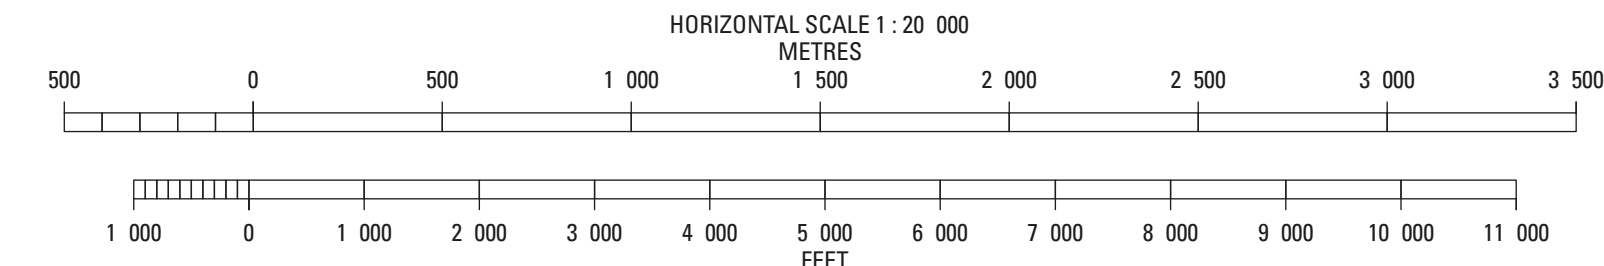 HORIZONTAL SCALE 1 : 20 000
METRES
500 0 500 1 000 1 500 2 000 2 500 3 000 3 500
1 000 0 1 000 2 000 3 000 4 000 5 000 6 000 7 000 8 000 9 000 10 000 11 000
FEET